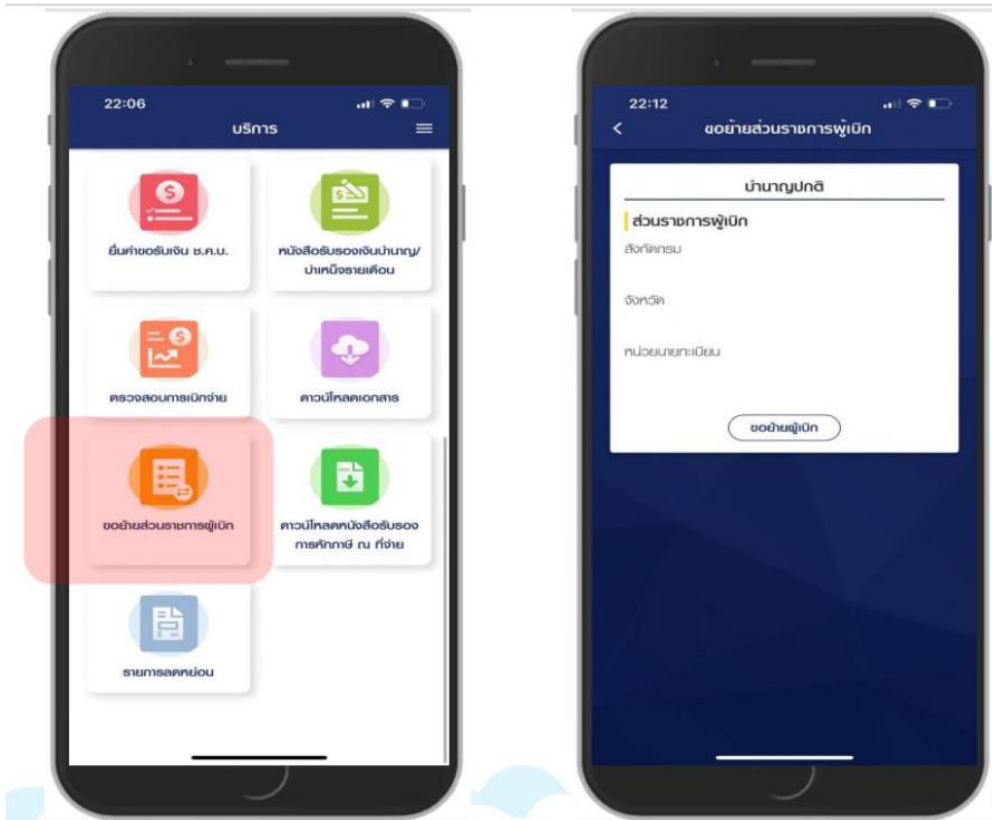 22:06
บริการ
ยื่นคำขอรับเงิน ช.ค.บ.
หนังสือรับรองเงินบำนาญ/
บำเหน็จรายเดือน
ตรวจสอบการเบิกจ่าย
ดาวน์โหลดเอกสาร
ขอย้ายส่วนราชการผู้เบิก
ดาวน์โหลดหนังสือรับรอง
การหักภาษี ณ ที่จ่าย
รายการลดหย่อน
22:12
ขอย้ายส่วนราชการผู้เบิก
บำนาญปกติ
ส่วนราชการผู้เบิก
สังกัดกรม
จังหวัด
หน่วยนายทะเบียน
ขอย้ายผู้เบิก